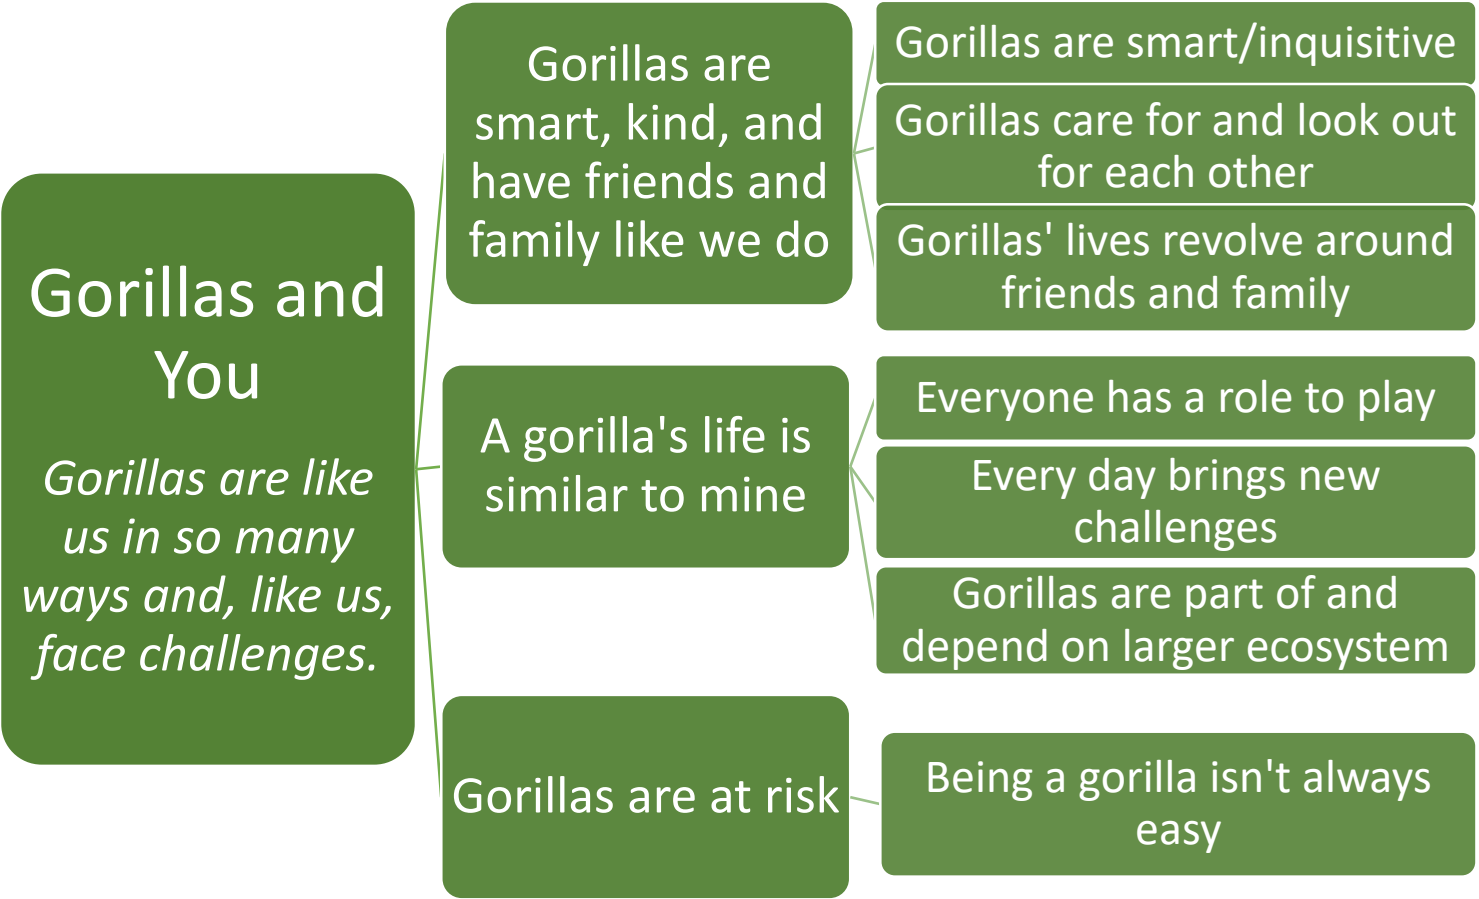 Gorillas and
You
Gorillas are like
us in so many
ways and, like us,
face challenges.
Gorillas are
smart, kind, and
have friends and
family like we do
Gorillas are smart/inquisitive
Gorillas care for and look out
for each other
Gorillas' lives revolve around
friends and family
A gorilla's life is
similar to mine
Everyone has a role to play
Every day brings new
challenges
Gorillas are part of and
depend on larger ecosystem
Gorillas are at risk
Being a gorilla isn't always
easy